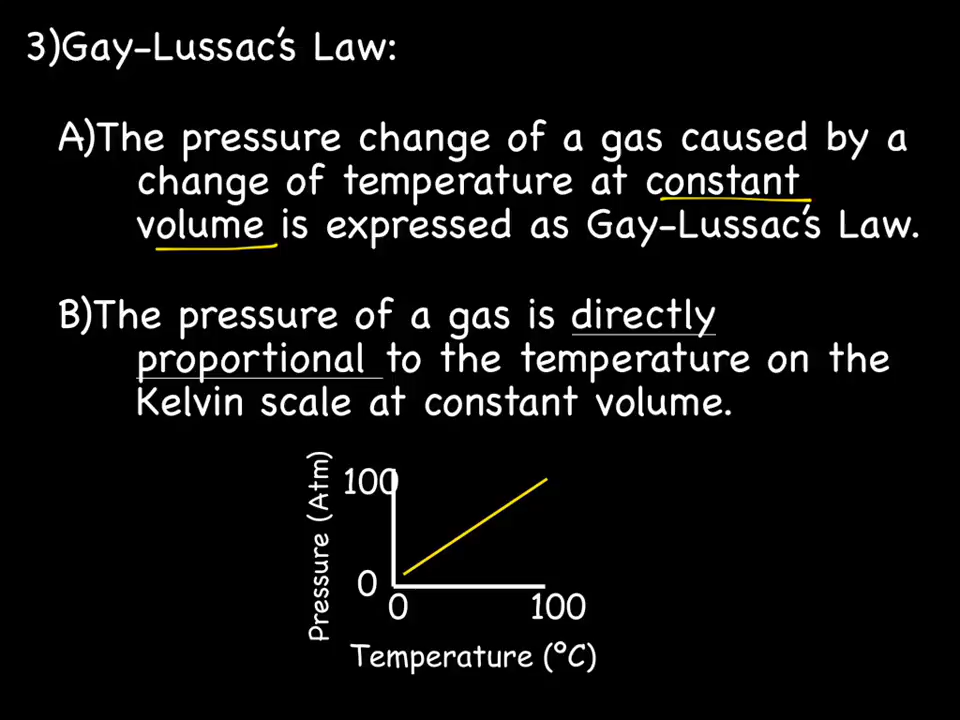 3)Gay-Lussac's Law:
A)The pressure change of a gas caused by a
change of temperature at constant
volume is expressed as Gay-Lussac's Law.
B)The pressure of a gas is directly
proportional to the temperature on the
Kelvin scale at constant volume.
Pressure (Atm)
100
0
0
100
Temperature (ºC)